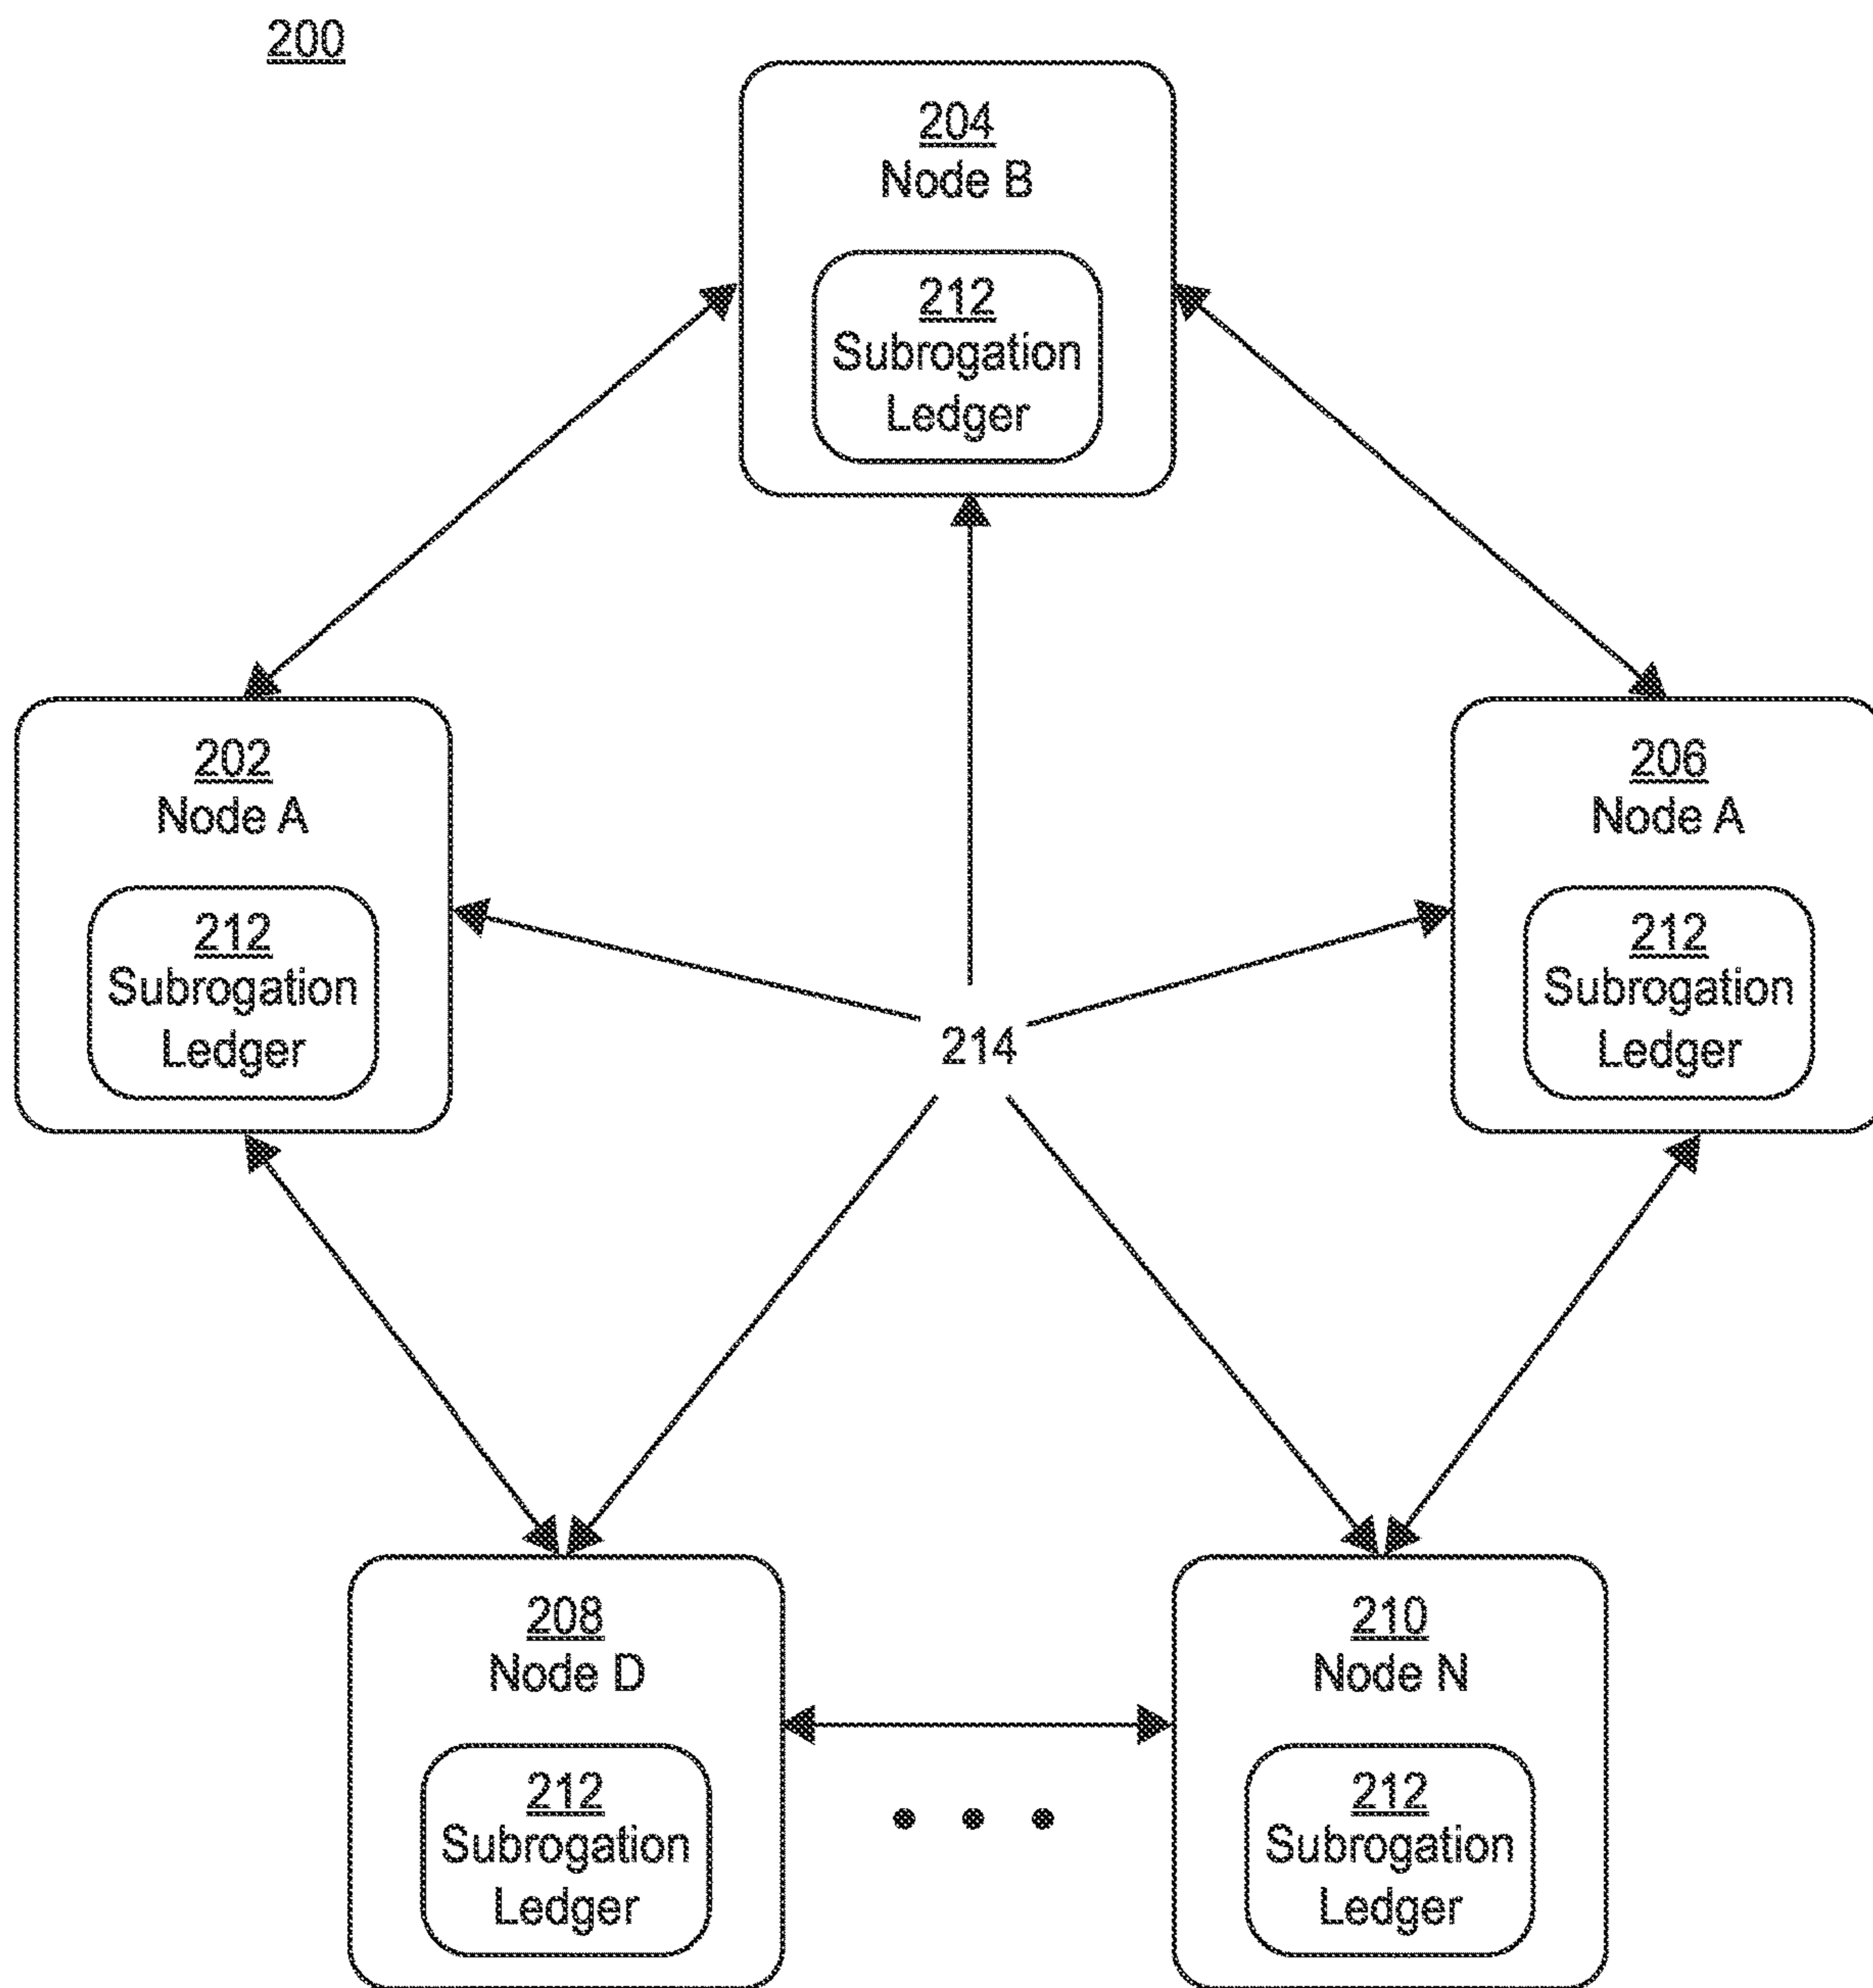 200
204
Node B
212
Subrogation
Ledger
202
Node A
212
Subrogation
Ledger
206
Node A
212
Subrogation
Ledger
214
208
Node D
212
Subrogation
Ledger
210
Node N
212
Subrogation
Ledger